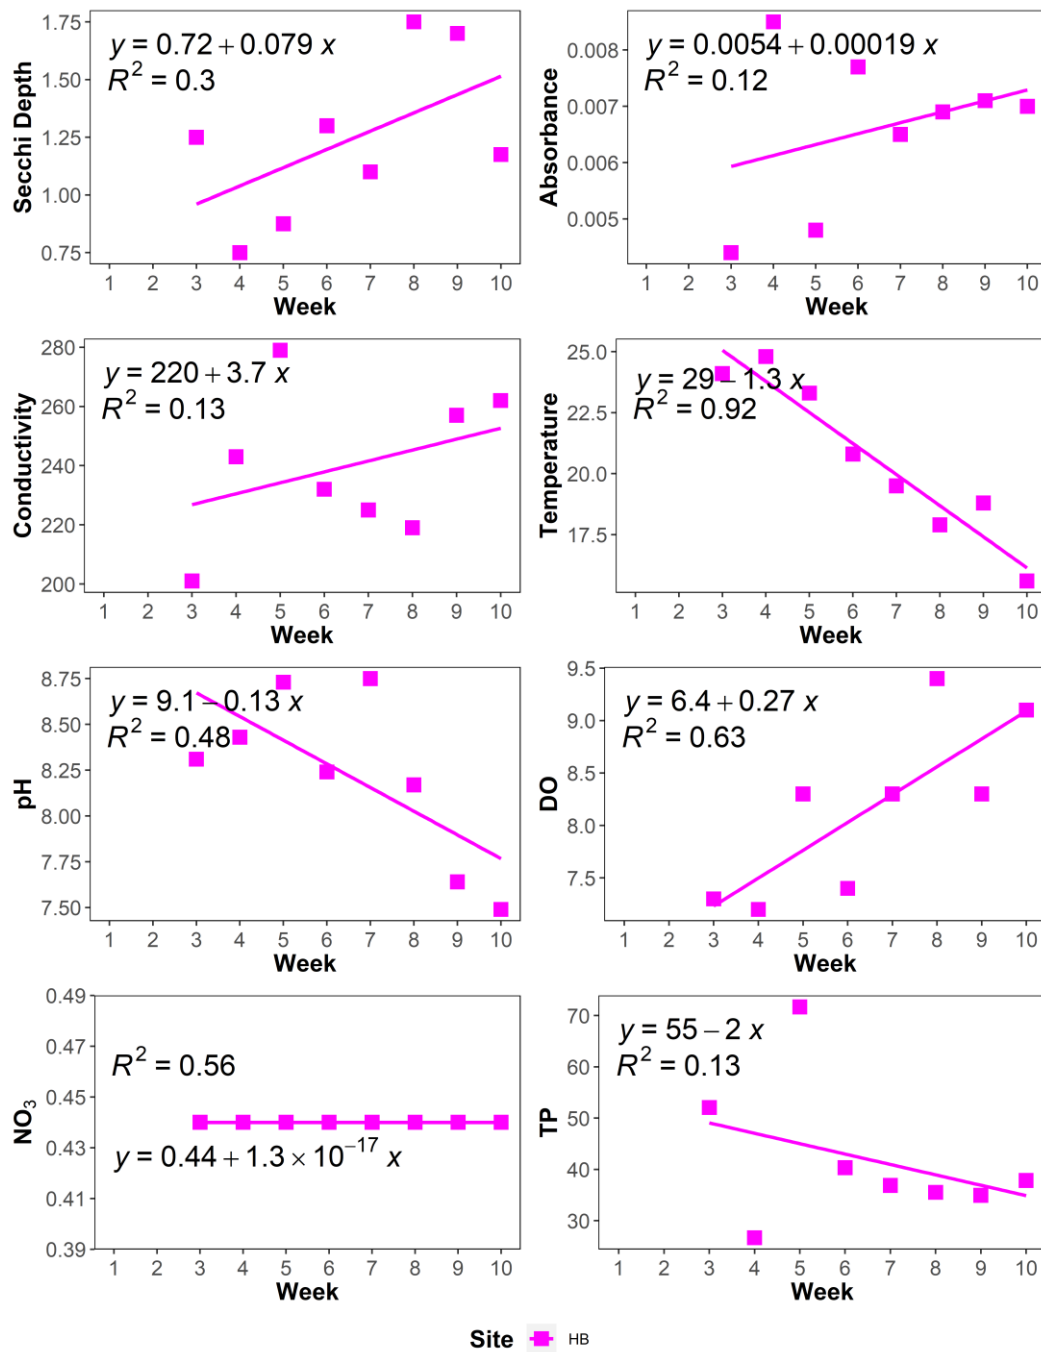 Secchi Depth
1.75
1.50
1.25
1.00
0.75
y = 0.72 + 0.079 x
R² = 0.3
1 2 3 4 5 6 7 8 9 10
Week
Absorbance
0.008
0.007
0.006
0.005
y = 0.0054 + 0.00019 x
R² = 0.12
1 2 3 4 5 6 7 8 9 10
Week
Conductivity
280
260
240
220
200
y = 220 + 3.7 x
R² = 0.13
1 2 3 4 5 6 7 8 9 10
Week
Temperature
25.0
22.5
20.0
17.5
y = 29 − 1.3 x
R² = 0.92
1 2 3 4 5 6 7 8 9 10
Week
pH
8.75
8.50
8.25
8.00
7.75
7.50
y = 9.1 − 0.13 x
R² = 0.48
1 2 3 4 5 6 7 8 9 10
Week
DO
9.5
9.0
8.5
8.0
7.5
y = 6.4 + 0.27 x
R² = 0.63
1 2 3 4 5 6 7 8 9 10
Week
NO₃
0.49
0.47
0.45
0.43
0.41
0.39
R² = 0.56
y = 0.44 + 1.3 × 10⁻¹⁷ x
1 2 3 4 5 6 7 8 9 10
Week
TP
70
60
50
40
30
y = 55 − 2 x
R² = 0.13
1 2 3 4 5 6 7 8 9 10
Week
Site HB